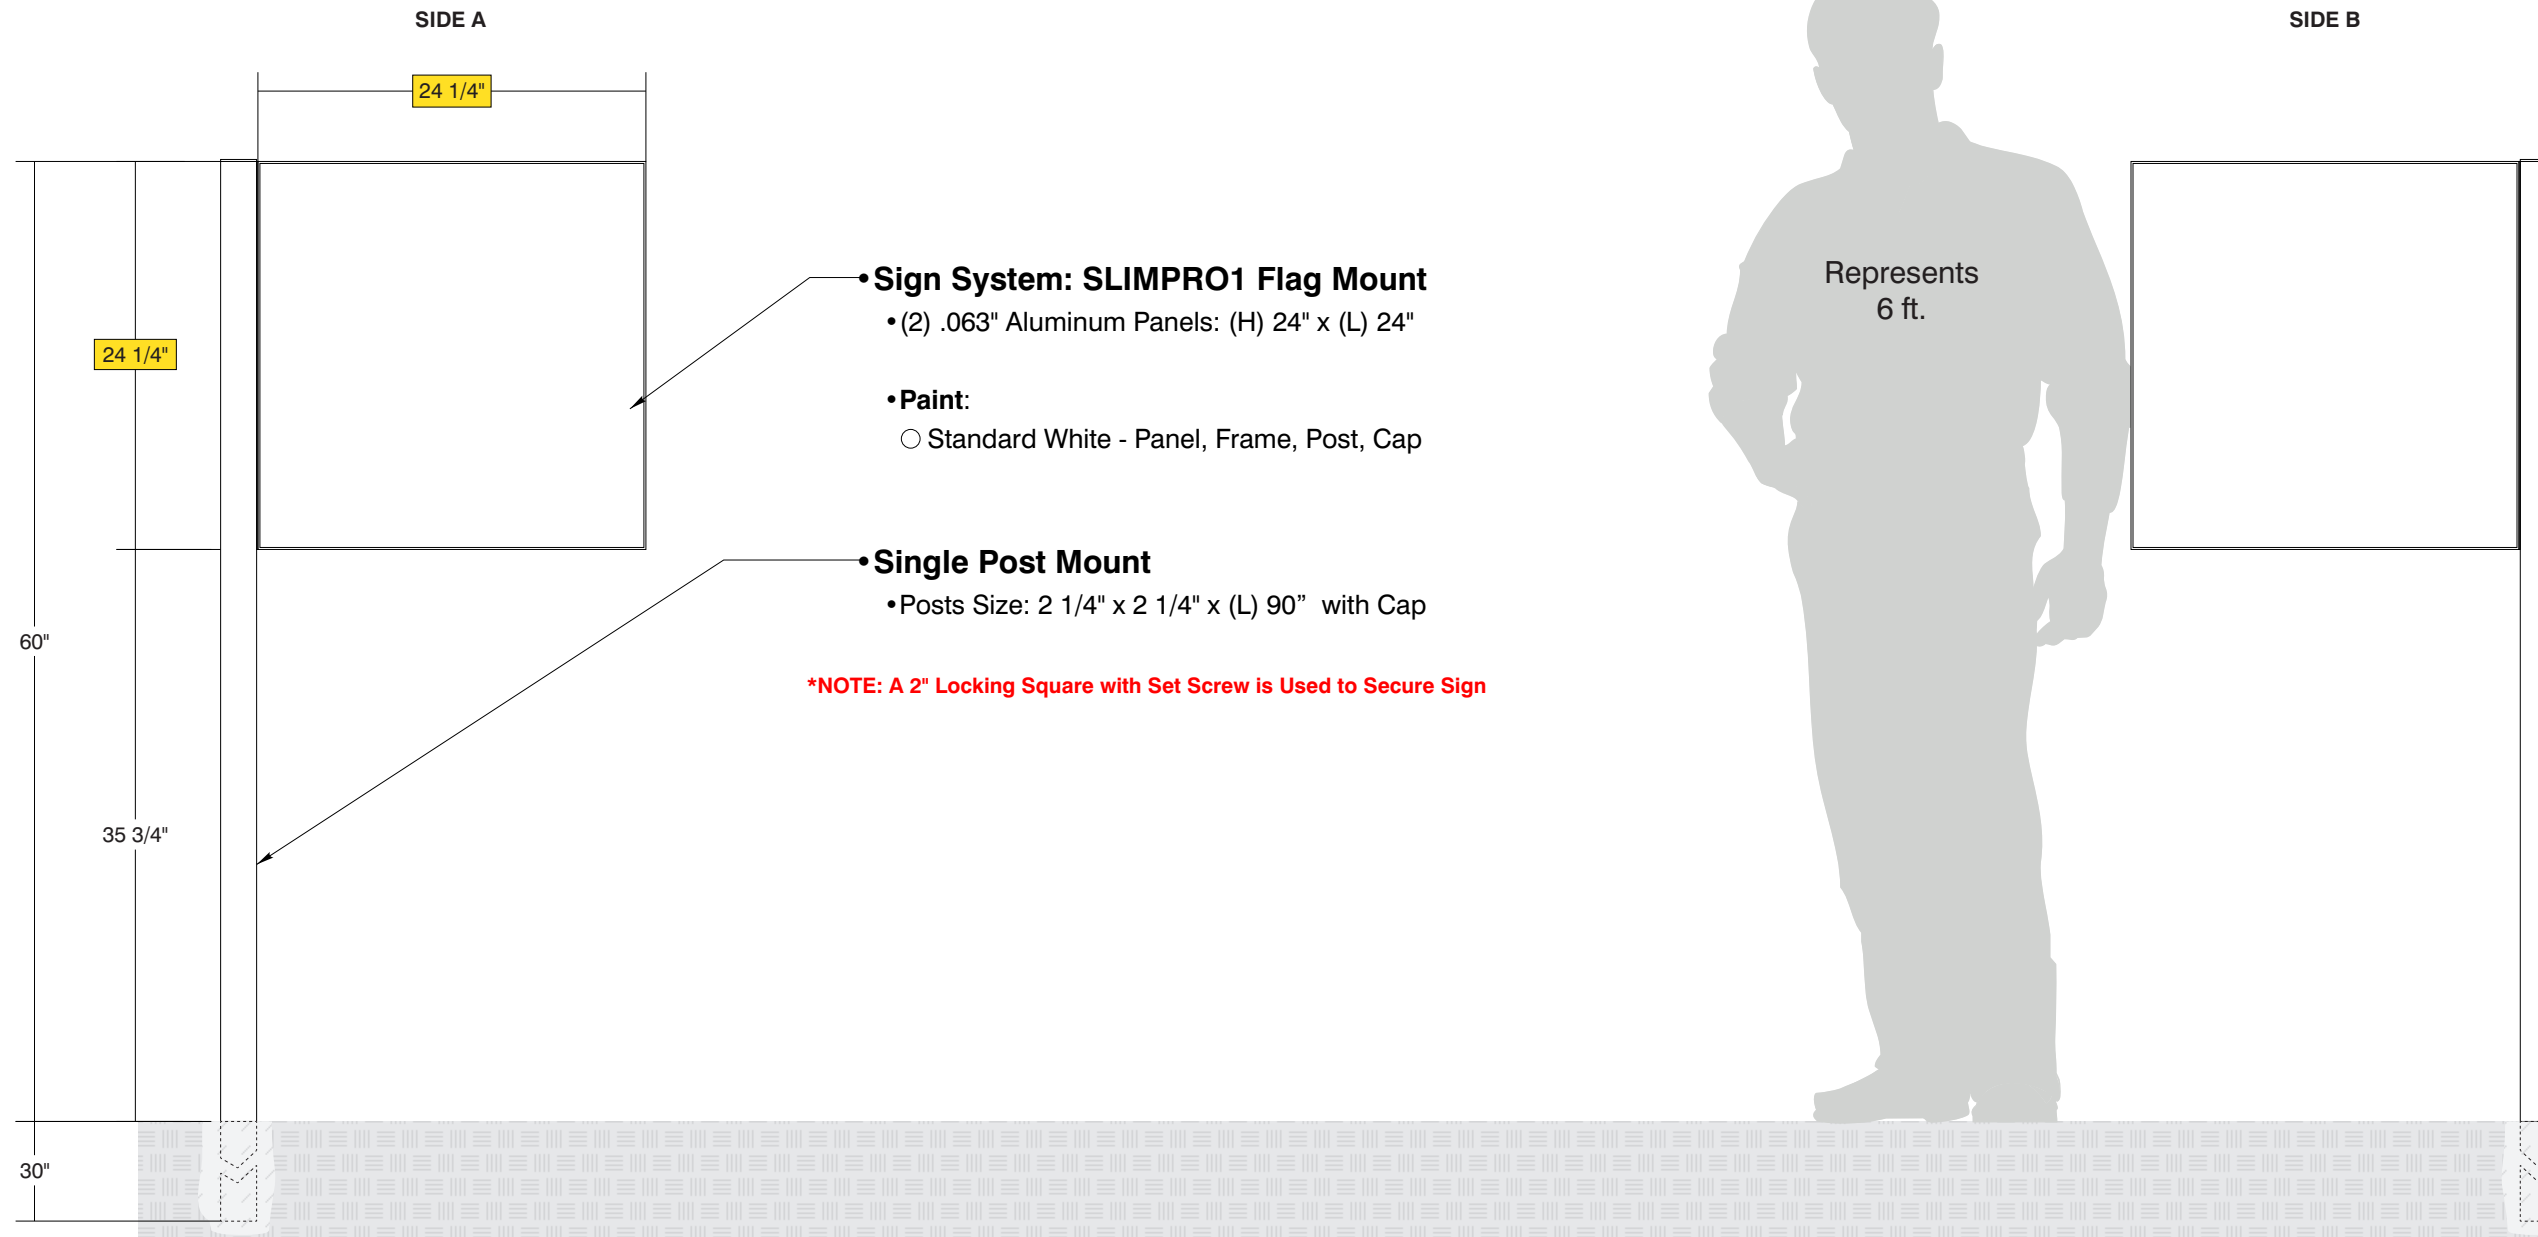 SIDE A
SIDE B
24 1/4"
24 1/4"
60"
35 3/4"
30"
•Sign System: SLIMPRO1 Flag Mount
•(2) .063" Aluminum Panels: (H) 24" x (L) 24"
•Paint:
○ Standard White - Panel, Frame, Post, Cap
•Single Post Mount
•Posts Size: 2 1/4" x 2 1/4" x (L) 90” with Cap
*NOTE: A 2" Locking Square with Set Screw is Used to Secure Sign
Represents
6 ft.